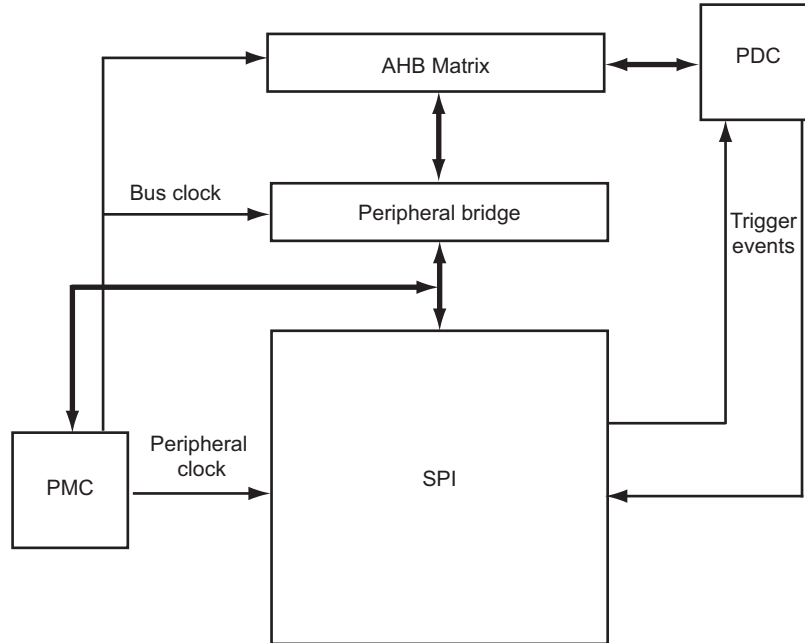 AHB Matrix
PDC
Bus clock
Peripheral bridge
Trigger
events
Peripheral
clock
PMC
SPI